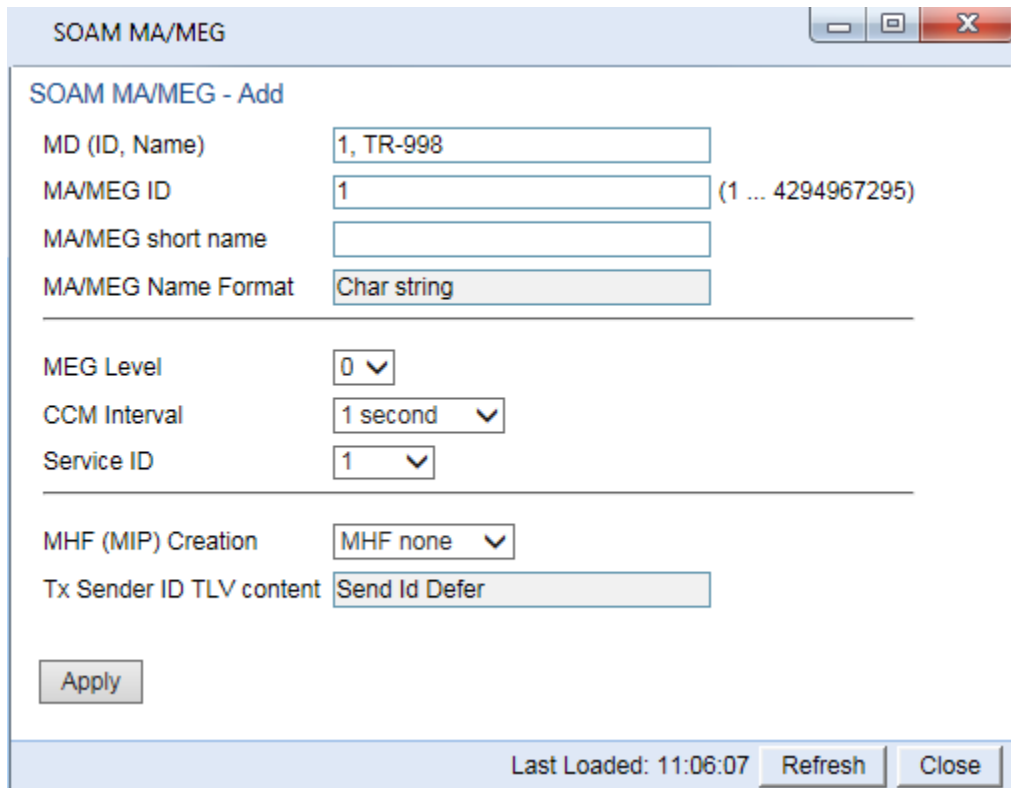 SOAM MA/MEG
SOAM MA/MEG - Add
MD (ID, Name) 1, TR-998
MA/MEG ID 1 (1 ... 4294967295)
MA/MEG short name
MA/MEG Name Format Char string
MEG Level 0
CCM Interval 1 second
Service ID 1
MHF (MIP) Creation MHF none
Tx Sender ID TLV content Send Id Defer
Apply
Last Loaded: 11:06:07 Refresh Close